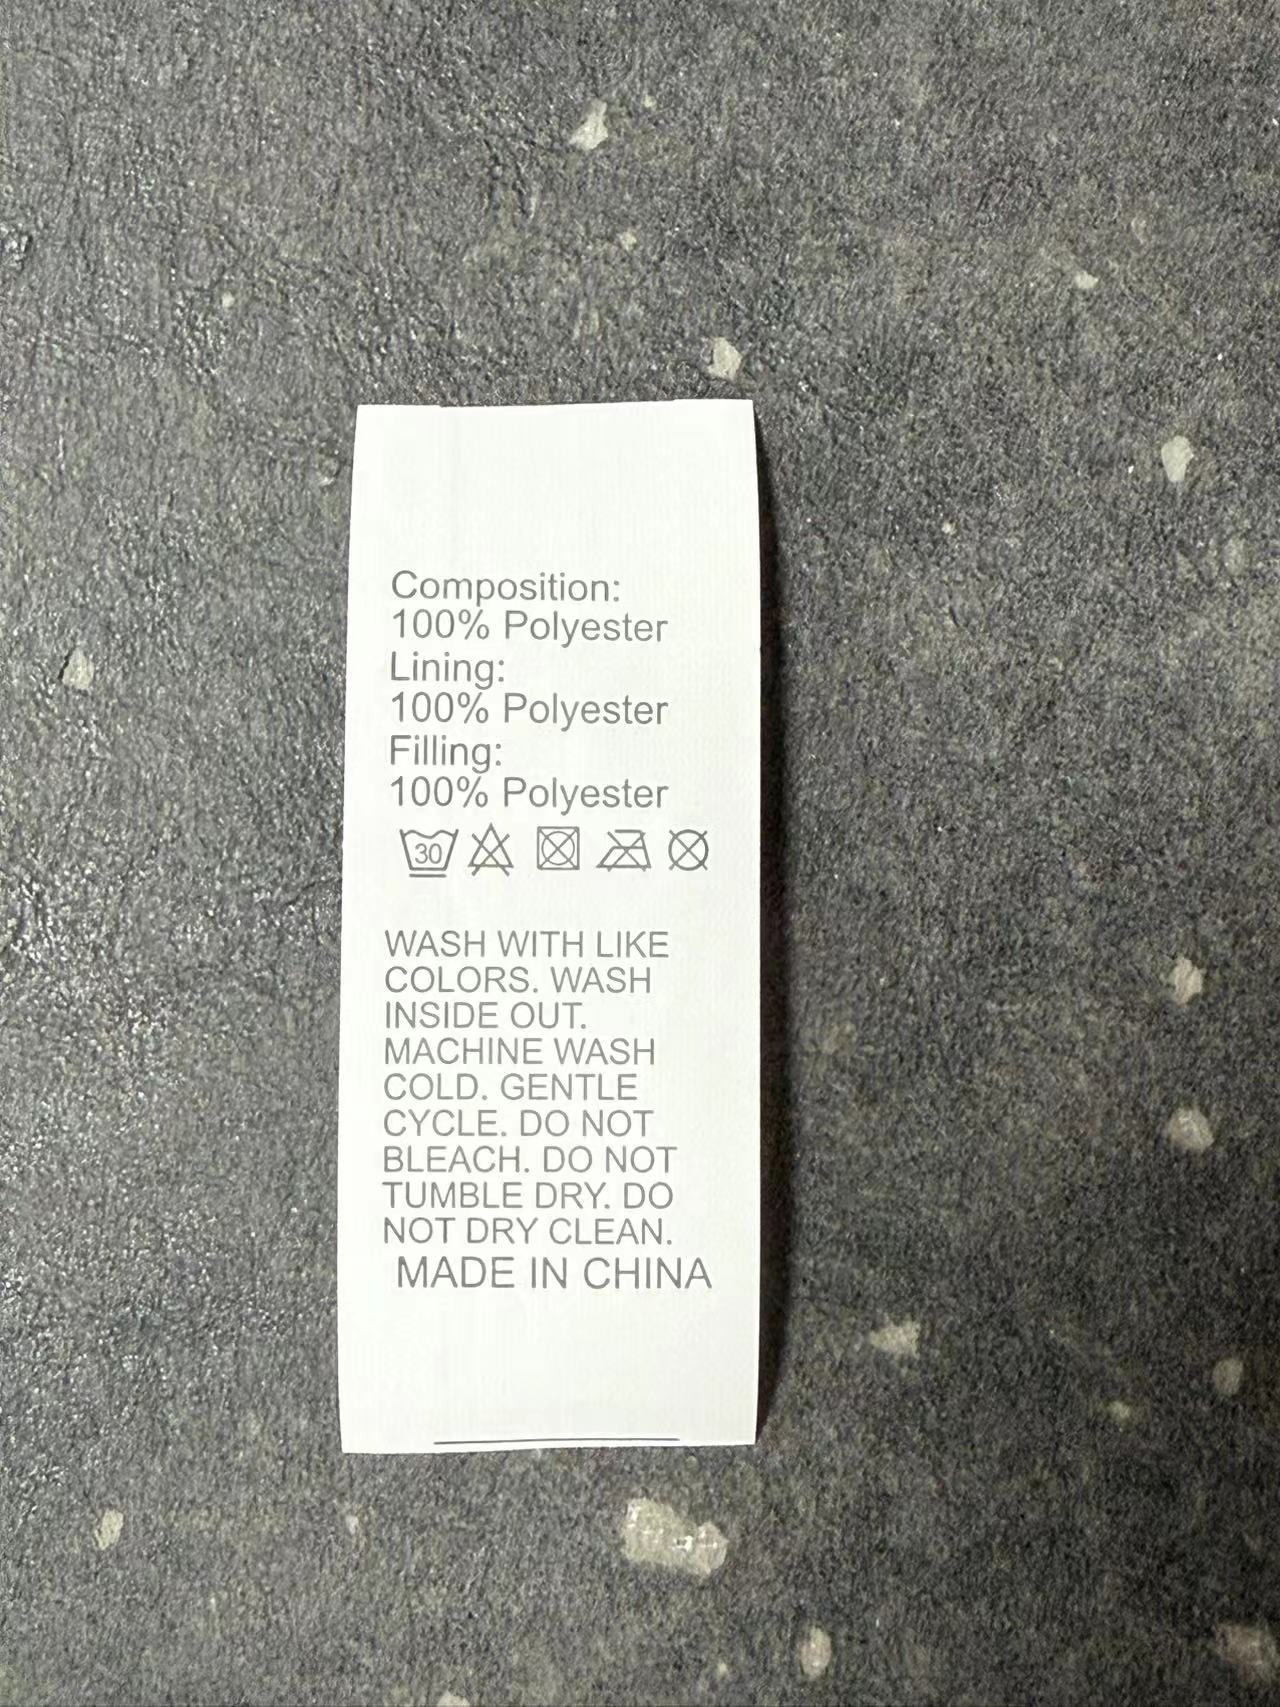 Composition:
100% Polyester
Lining:
100% Polyester
Filling:
100% Polyester
30
WASH WITH LIKE
COLORS. WASH
INSIDE OUT.
MACHINE WASH
COLD. GENTLE
CYCLE. DO NOT
BLEACH. DO NOT
TUMBLE DRY. DO
NOT DRY CLEAN.
MADE IN CHINA